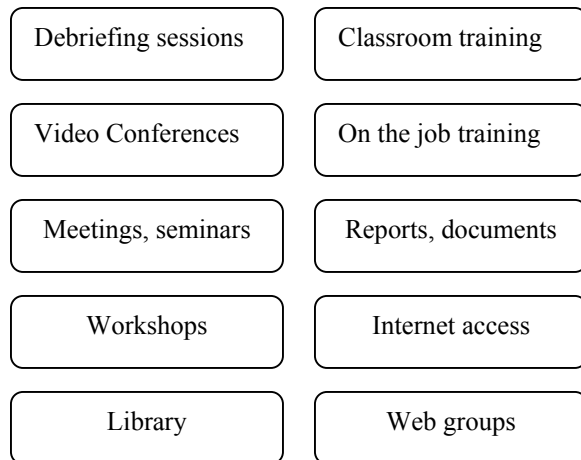 Debriefing sessions
Classroom training
Video Conferences
On the job training
Meetings, seminars
Reports, documents
Workshops
Internet access
Library
Web groups